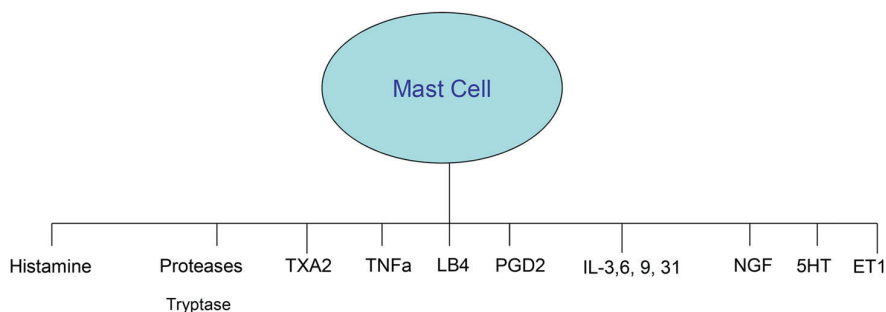 Mast Cell
Histamine Proteases TXA2 TNFa LB4 PGD2 IL-3,6, 9, 31 NGF 5HT ET1
Tryptase